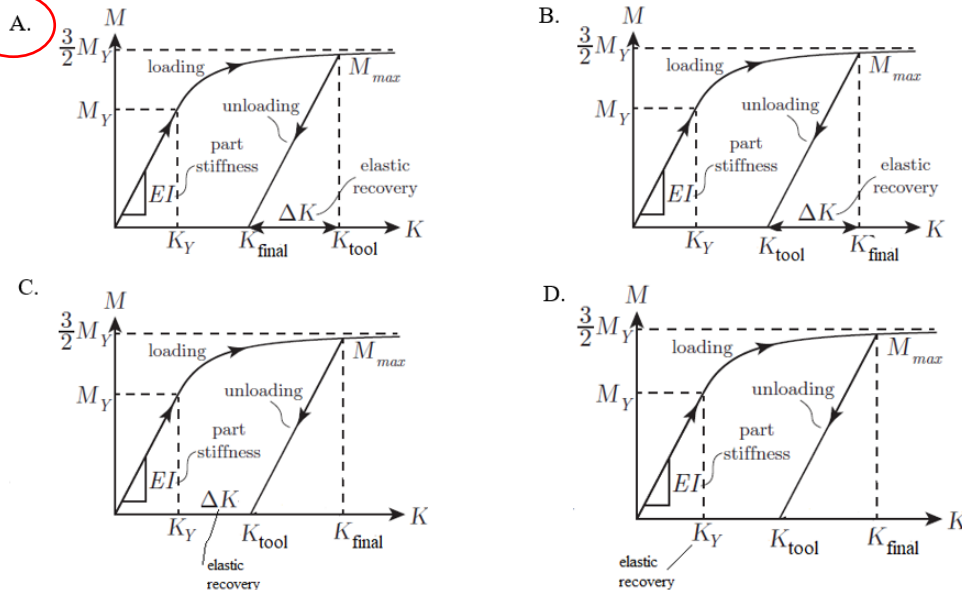 A.
M
3/2 M_Y
loading
M_max
M_Y
unloading
part
stiffness
elastic
recovery
EI
ΔK
K_Y
K_final
K_tool
K
B.
M
3/2 M_Y
loading
M_max
M_Y
unloading
part
stiffness
elastic
recovery
EI
ΔK
K_Y
K_tool
K_final
K
C.
M
3/2 M_Y
loading
M_max
M_Y
unloading
part
stiffness
EI
ΔK
K_Y
K_tool
K_final
K
elastic
recovery
D.
M
3/2 M_Y
loading
M_max
M_Y
unloading
part
stiffness
EI
K_Y
K_tool
K_final
K
elastic
recovery